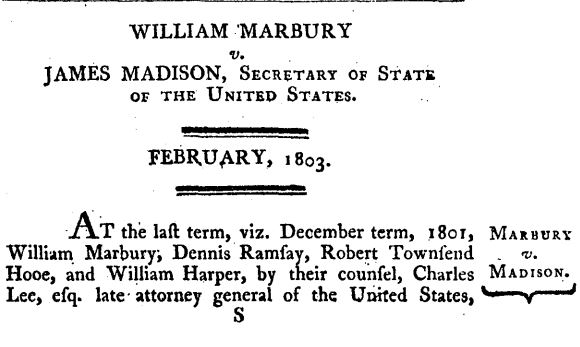 WILLIAM MARBURY
v.
JAMES MADISON, SECRETARY OF STATE
OF THE UNITED STATES.
FEBRUARY, 1803.
AT the laſt term, viz. December term, 1801,
William Marbury, Dennis Ramſay, Robert Townſend
Hooe, and William Harper, by their counſel, Charles
Lee, eſq. late attorney general of the United States,
S
MARBURY
v.
MADISON.